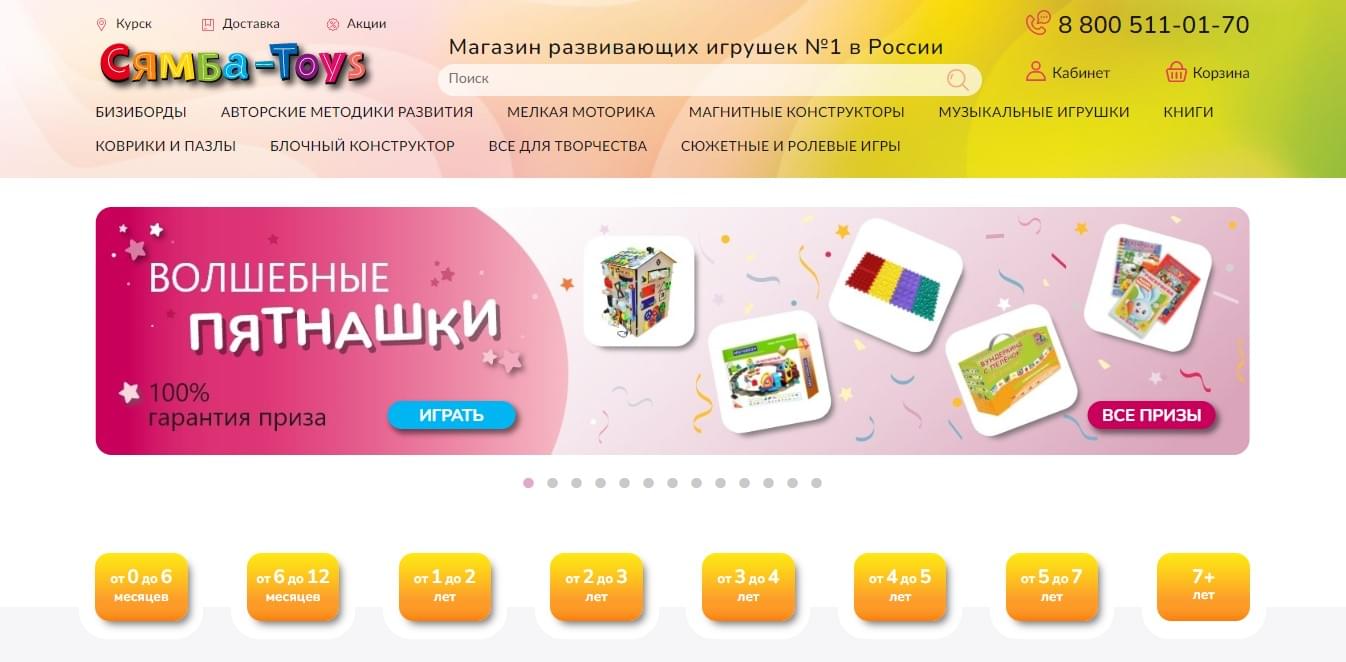 Курск Доставка Акции
8 800 511-01-70
Сямба-Toys
Магазин развивающих игрушек №1 в России
Поиск
Кабинет Корзина
БИЗИБОРДЫ АВТОРСКИЕ МЕТОДИКИ РАЗВИТИЯ МЕЛКАЯ МОТОРИКА МАГНИТНЫЕ КОНСТРУКТОРЫ МУЗЫКАЛЬНЫЕ ИГРУШКИ КНИГИ
КОВРИКИ И ПАЗЛЫ БЛОЧНЫЙ КОНСТРУКТОР ВСЕ ДЛЯ ТВОРЧЕСТВА СЮЖЕТНЫЕ И РОЛЕВЫЕ ИГРЫ
ВОЛШЕБНЫЕ
ПЯТНАШКИ
100%
гарантия приза
ИГРАТЬ
ВУНДЕРКИНД
С ПЕЛЁНОК
ВСЕ ПРИЗЫ
от 0 до 6
месяцев
от 6 до 12
месяцев
от 1 до 2
лет
от 2 до 3
лет
от 3 до 4
лет
от 4 до 5
лет
от 5 до 7
лет
7+
лет